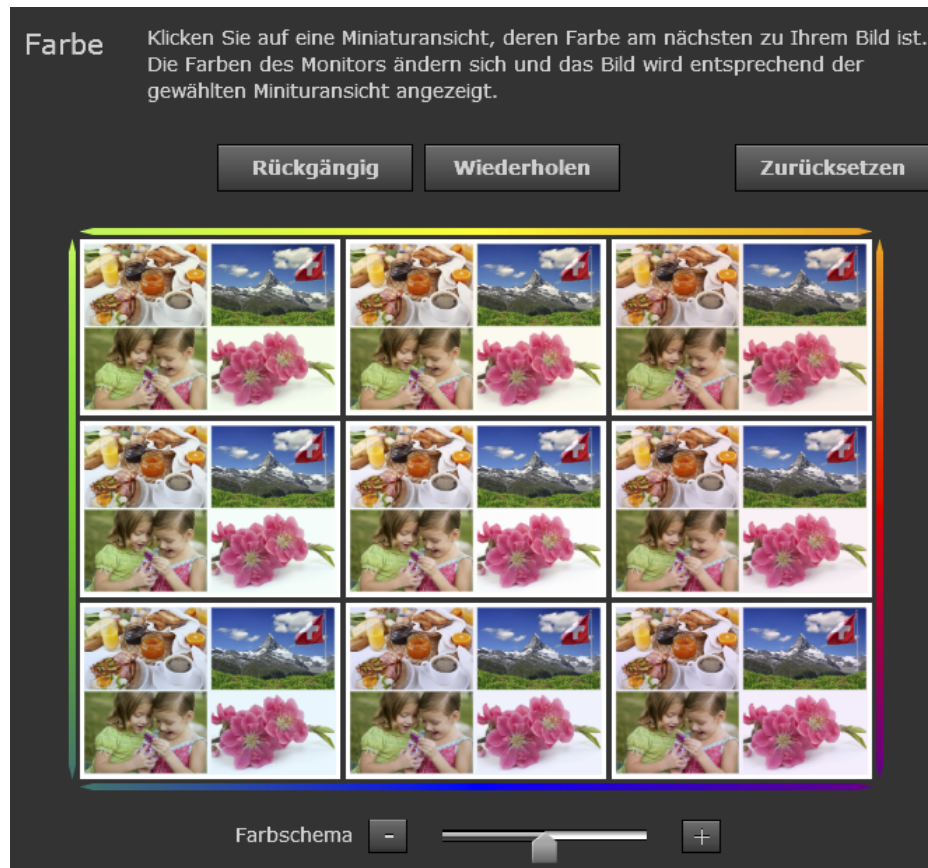 Farbe
Klicken Sie auf eine Miniaturansicht, deren Farbe am nächsten zu Ihrem Bild ist.
Die Farben des Monitors ändern sich und das Bild wird entsprechend der
gewählten Minituransicht angezeigt.
Rückgängig Wiederholen Zurücksetzen
Farbschema - +